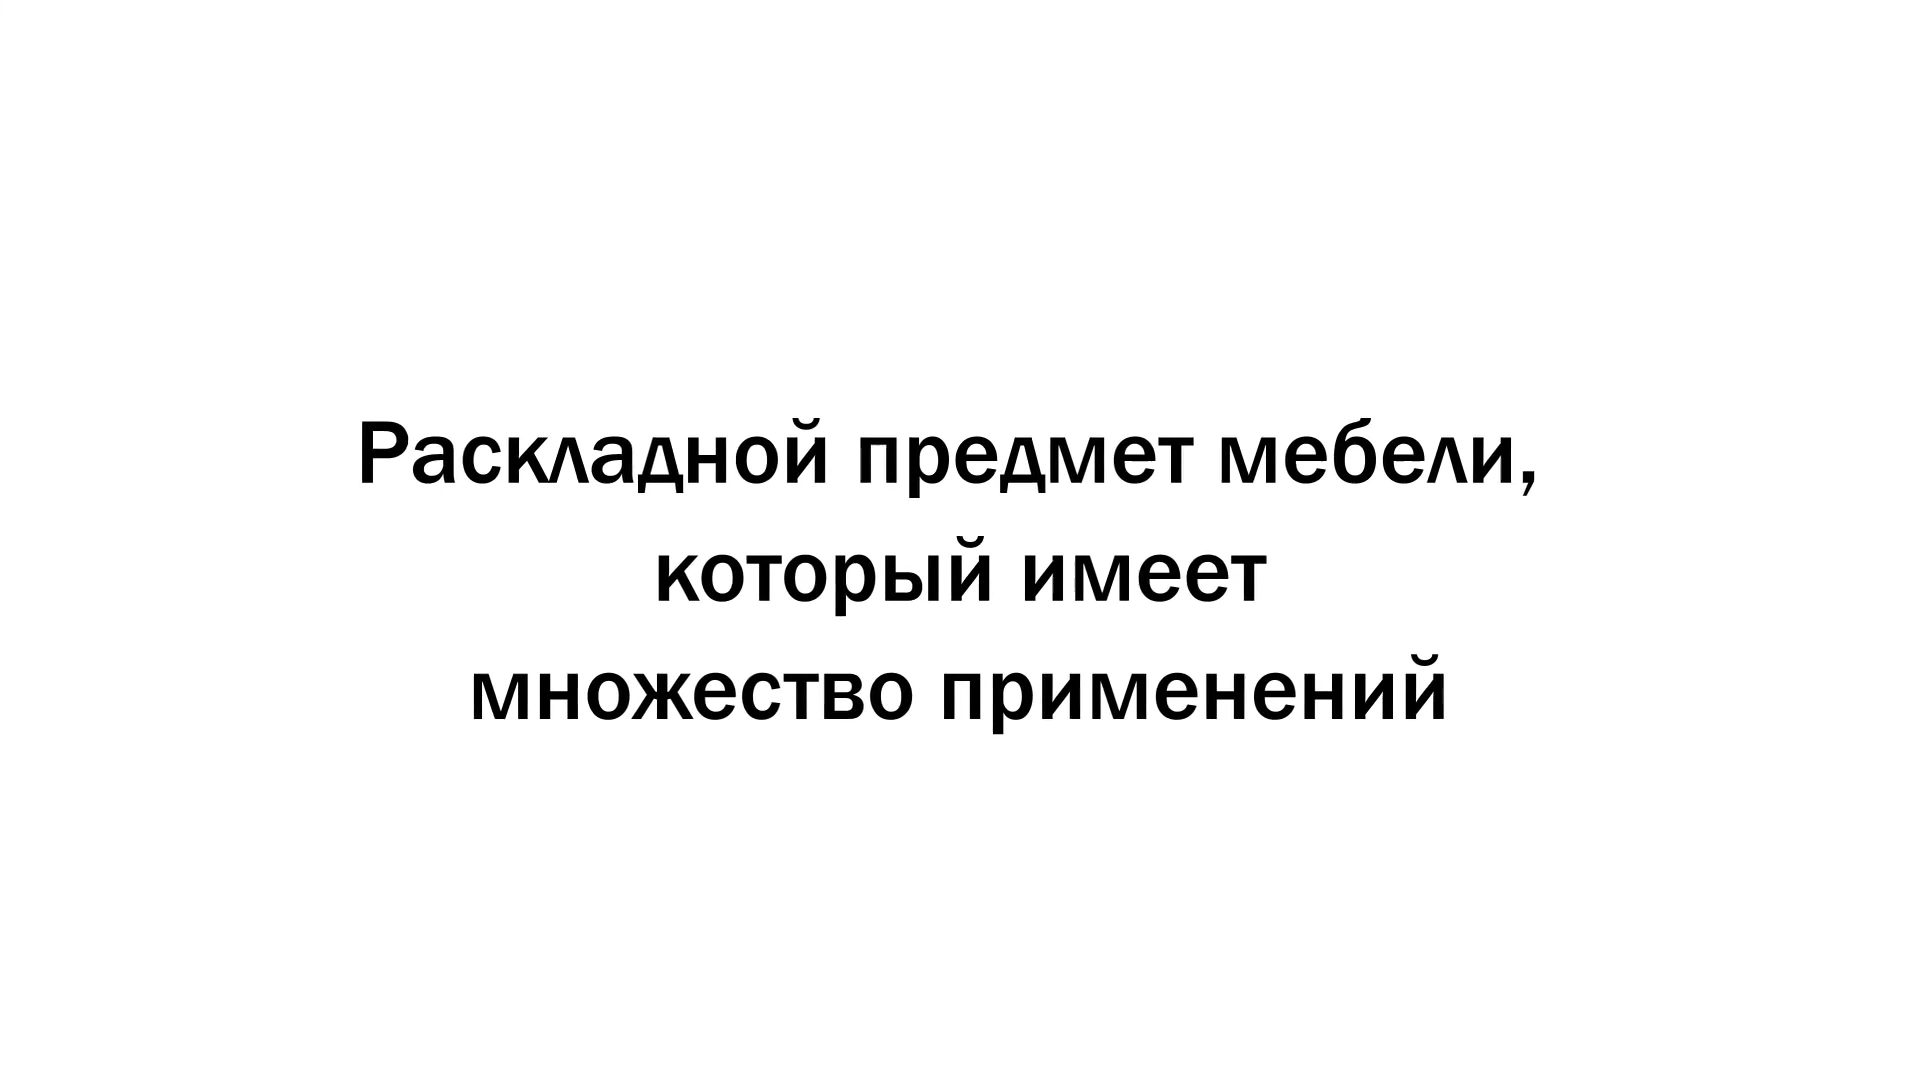 Раскладной предмет мебели,
который имеет
множество применений